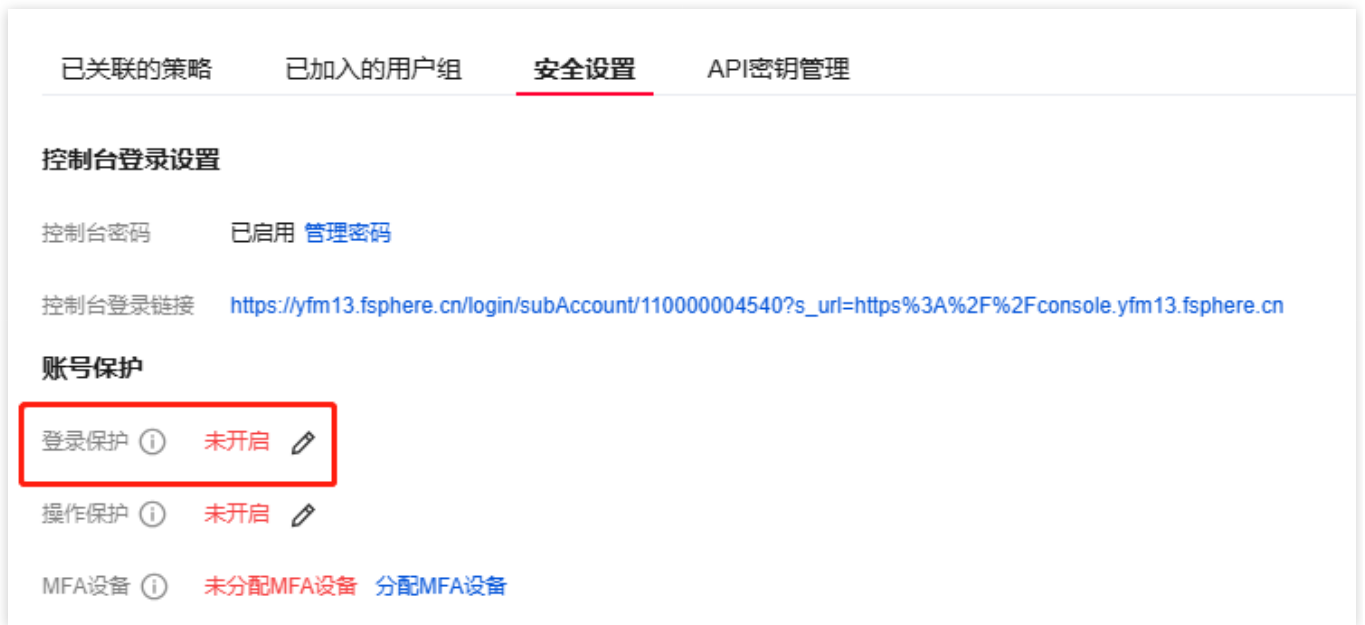 已关联的策略 已加入的用户组 安全设置 API密钥管理
控制台登录设置
控制台密码 已启用 管理密码
控制台登录链接 https://yfm13.fsphere.cn/login/subAccount/110000004540?s_url=https%3A%2F%2Fconsole.yfm13.fsphere.cn
账号保护
登录保护 未开启
操作保护 未开启
MFA设备 未分配MFA设备 分配MFA设备